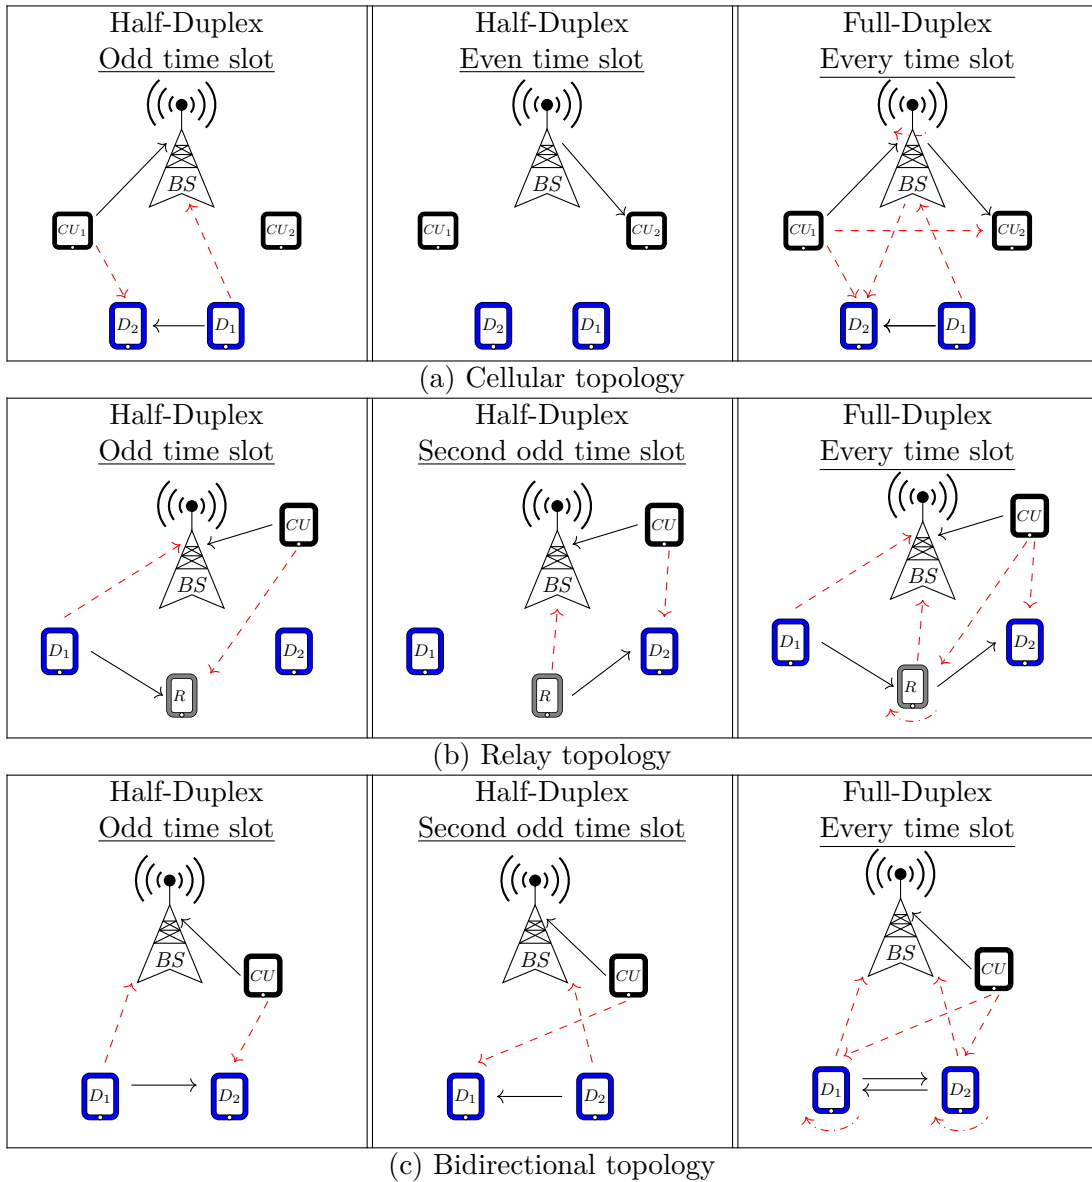 Half-Duplex
Odd time slot
BS
CU1
CU2
D2
D1
Half-Duplex
Even time slot
BS
CU1
CU2
D2
D1
Full-Duplex
Every time slot
BS
CU1
CU2
D2
D1
(a) Cellular topology
Half-Duplex
Odd time slot
CU
BS
D1
D2
R
Half-Duplex
Second odd time slot
CU
BS
D1
D2
R
Full-Duplex
Every time slot
CU
BS
D1
D2
R
(b) Relay topology
Half-Duplex
Odd time slot
BS
CU
D1
D2
Half-Duplex
Second odd time slot
BS
CU
D1
D2
Full-Duplex
Every time slot
BS
CU
D1
D2
(c) Bidirectional topology